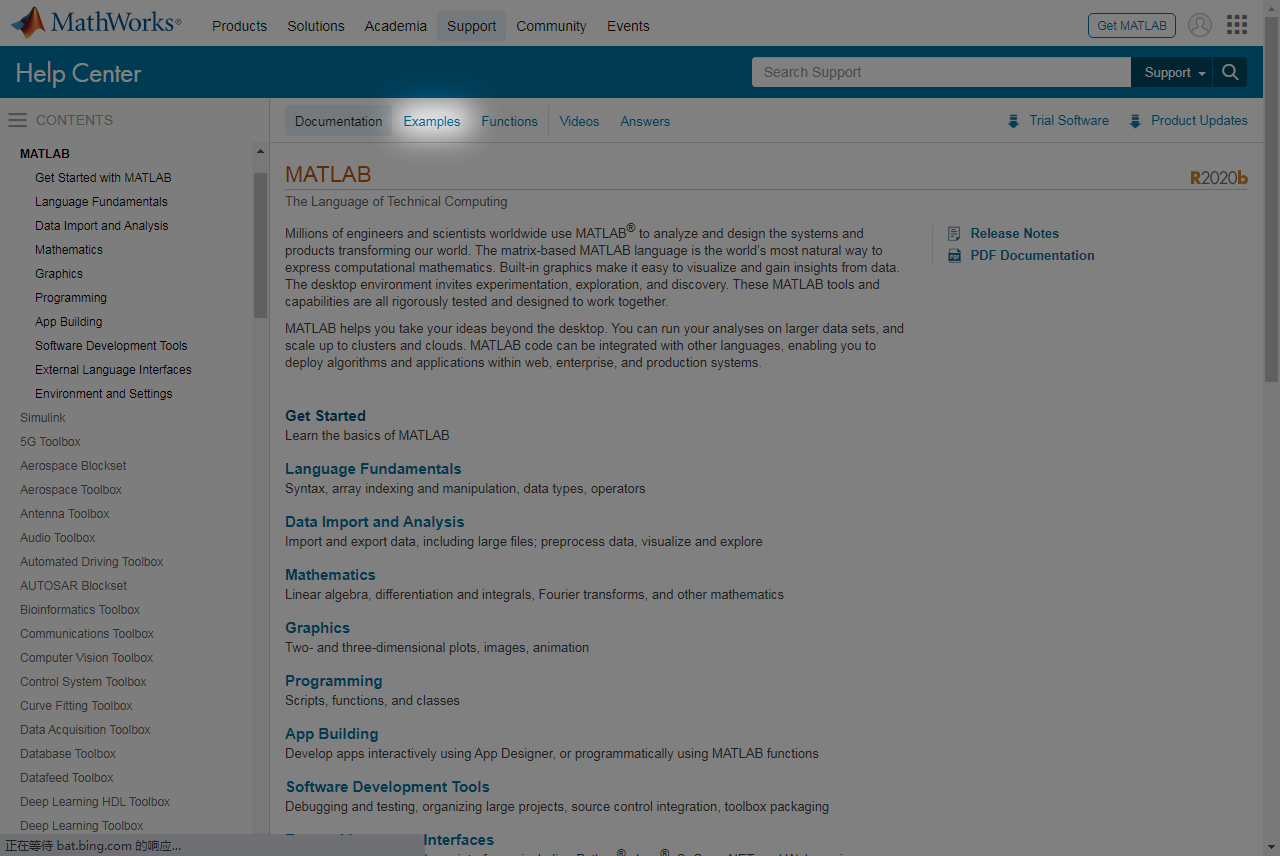 MathWorks®
Products Solutions Academia Support Community Events
Get MATLAB
Help Center
Search Support
Support
CONTENTS
MATLAB
Get Started with MATLAB
Language Fundamentals
Data Import and Analysis
Mathematics
Graphics
Programming
App Building
Software Development Tools
External Language Interfaces
Environment and Settings
Simulink
5G Toolbox
Aerospace Blockset
Aerospace Toolbox
Antenna Toolbox
Audio Toolbox
Automated Driving Toolbox
AUTOSAR Blockset
Bioinformatics Toolbox
Communications Toolbox
Computer Vision Toolbox
Control System Toolbox
Curve Fitting Toolbox
Data Acquisition Toolbox
Database Toolbox
Datafeed Toolbox
Deep Learning HDL Toolbox
Deep Learning Toolbox
正在等待 bat.bing.com 的响应...
Documentation Examples Functions Videos Answers
Trial Software Product Updates
MATLAB
R2020b
The Language of Technical Computing
Millions of engineers and scientists worldwide use MATLAB® to analyze and design the systems and
products transforming our world. The matrix-based MATLAB language is the world’s most natural way to
express computational mathematics. Built-in graphics make it easy to visualize and gain insights from data.
The desktop environment invites experimentation, exploration, and discovery. These MATLAB tools and
capabilities are all rigorously tested and designed to work together.
MATLAB helps you take your ideas beyond the desktop. You can run your analyses on larger data sets, and
scale up to clusters and clouds. MATLAB code can be integrated with other languages, enabling you to
deploy algorithms and applications within web, enterprise, and production systems.
Release Notes
PDF Documentation
Get Started
Learn the basics of MATLAB
Language Fundamentals
Syntax, array indexing and manipulation, data types, operators
Data Import and Analysis
Import and export data, including large files; preprocess data, visualize and explore
Mathematics
Linear algebra, differentiation and integrals, Fourier transforms, and other mathematics
Graphics
Two- and three-dimensional plots, images, animation
Programming
Scripts, functions, and classes
App Building
Develop apps interactively using App Designer, or programmatically using MATLAB functions
Software Development Tools
Debugging and testing, organizing large projects, source control integration, toolbox packaging
Interfaces